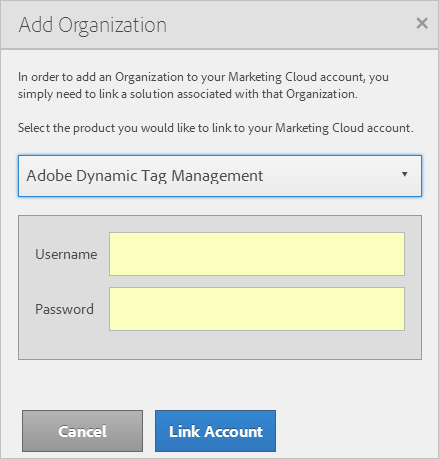 Add Organization
In order to add an Organization to your Marketing Cloud account, you
simply need to link a solution associated with that Organization.
Select the product you would like to link to your Marketing Cloud account.
Adobe Dynamic Tag Management
Username
Password
Cancel
Link Account